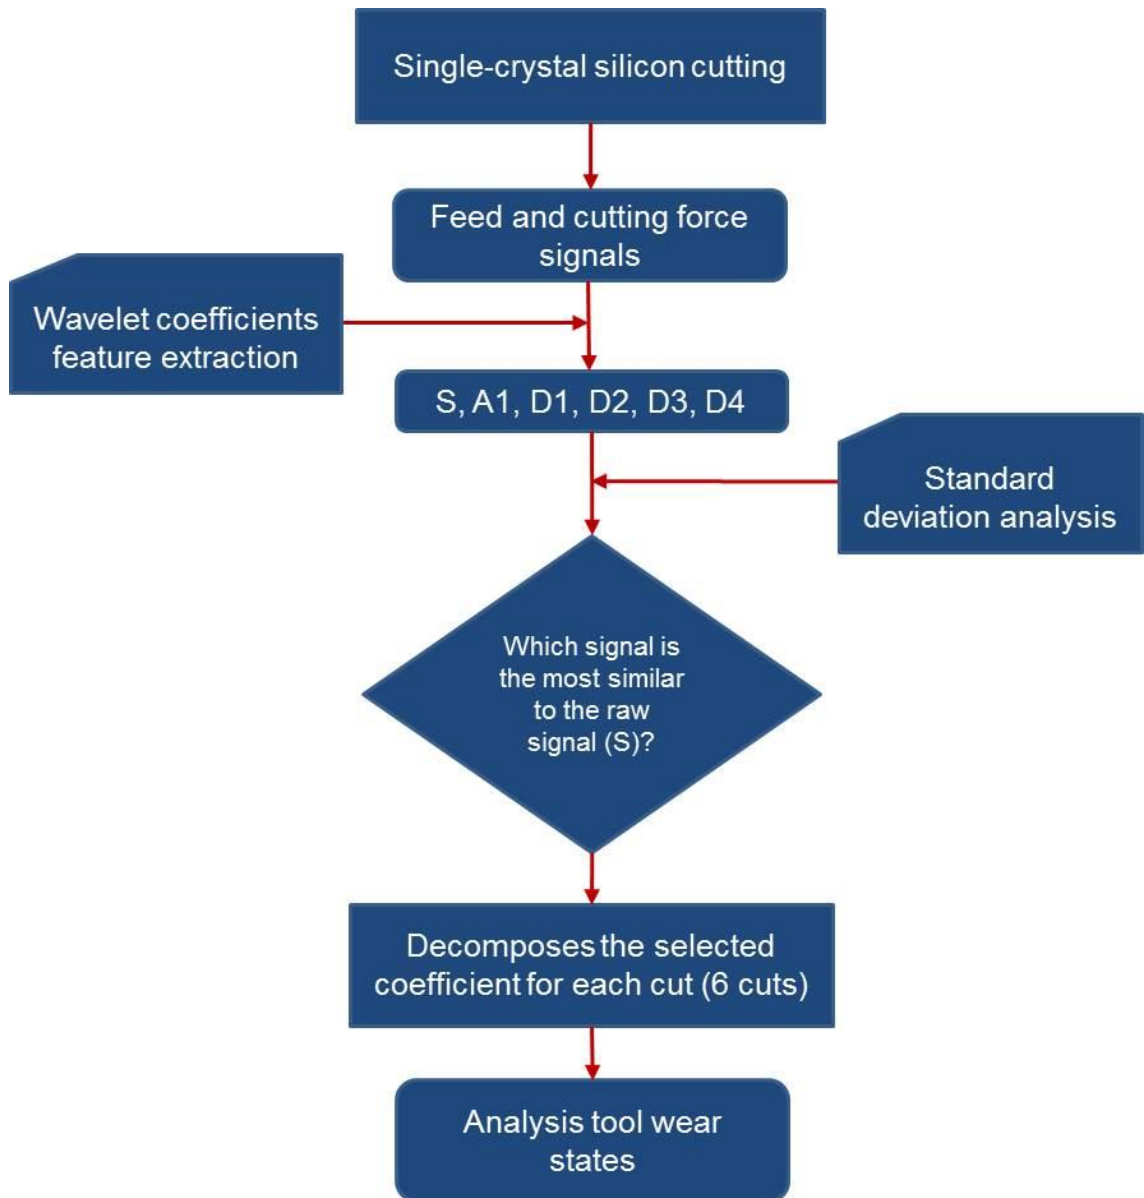 Single-crystal silicon cutting
Feed and cutting force
signals
Wavelet coefficients
feature extraction
S, A1, D1, D2, D3, D4
Standard
deviation analysis
Which signal is
the most similar
to the raw
signal (S)?
Decomposes the selected
coefficient for each cut (6 cuts)
Analysis tool wear
states